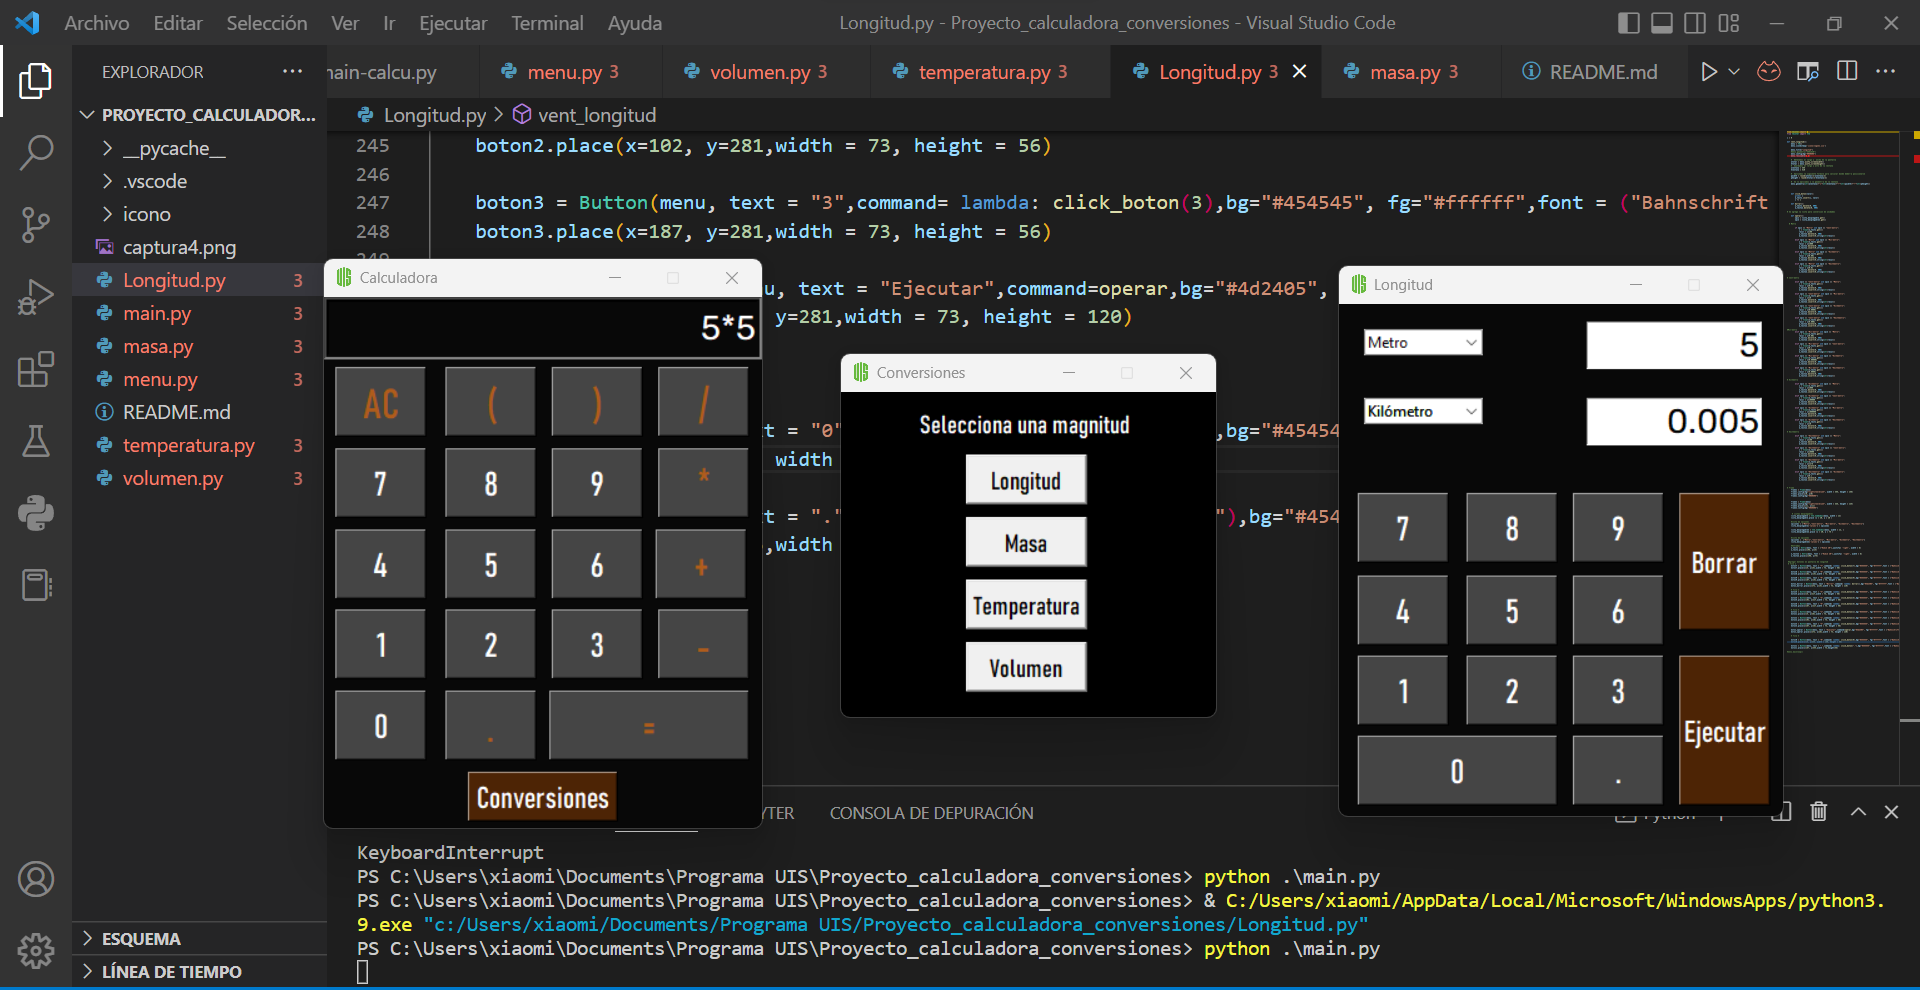 Archivo Editar Selección Ver Ir Ejecutar Terminal Ayuda
Longitud.py - Proyecto_calculadora_conversiones - Visual Studio Code
EXPLORADOR
PROYECTO_CALCULADOR...
__pycache__
.vscode
icono
captura4.png
Longitud.py 3
main.py 3
masa.py 3
menu.py 3
README.md
temperatura.py 3
volumen.py 3
ESQUEMA
LÍNEA DE TIEMPO
ain-calcu.py
menu.py 3
volumen.py 3
temperatura.py 3
Longitud.py 3
masa.py 3
README.md
Longitud.py > vent_longitud
245 boton2.place(x=102, y=281,width = 73, height = 56)
246
247 boton3 = Button(menu, text = "3",command= lambda: click_boton(3),bg="#454545", fg="#ffffff",font = ("Bahnschrift
248 boton3.place(x=187, y=281,width = 73, height = 56)
u, text = "Ejecutar",command=operar,bg="#4d2405",
y=281,width = 73, height = 120)
t = "0" ,bg="#45454
width
t = "." "),bg="#454
,width
Calculadora
5*5
AC ( ) /
7 8 9 *
4 5 6 +
1 2 3 -
0 . =
Conversiones
Conversiones
Selecciona una magnitud
Longitud
Masa
Temperatura
Volumen
Longitud
Metro 5
Kilómetro 0.005
7 8 9 Borrar
4 5 6
1 2 3 Ejecutar
0 .
YTER CONSOLA DE DEPURACIÓN
KeyboardInterrupt
PS C:\Users\xiaomi\Documents\Programa UIS\Proyecto_calculadora_conversiones> python .\main.py
PS C:\Users\xiaomi\Documents\Programa UIS\Proyecto_calculadora_conversiones> & C:/Users/xiaomi/AppData/Local/Microsoft/WindowsApps/python3.
9.exe "c:/Users/xiaomi/Documents/Programa UIS/Proyecto_calculadora_conversiones/Longitud.py"
PS C:\Users\xiaomi\Documents\Programa UIS\Proyecto_calculadora_conversiones> python .\main.py